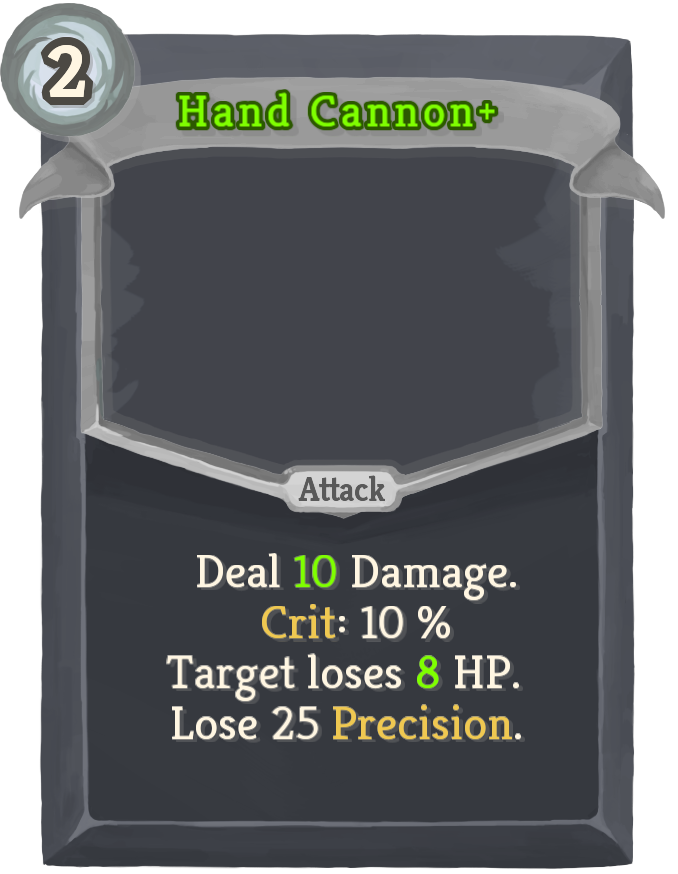 2
Hand Cannon+
Attack
Deal 10 Damage.
Crit: 10 %
Target loses 8 HP.
Lose 25 Precision.